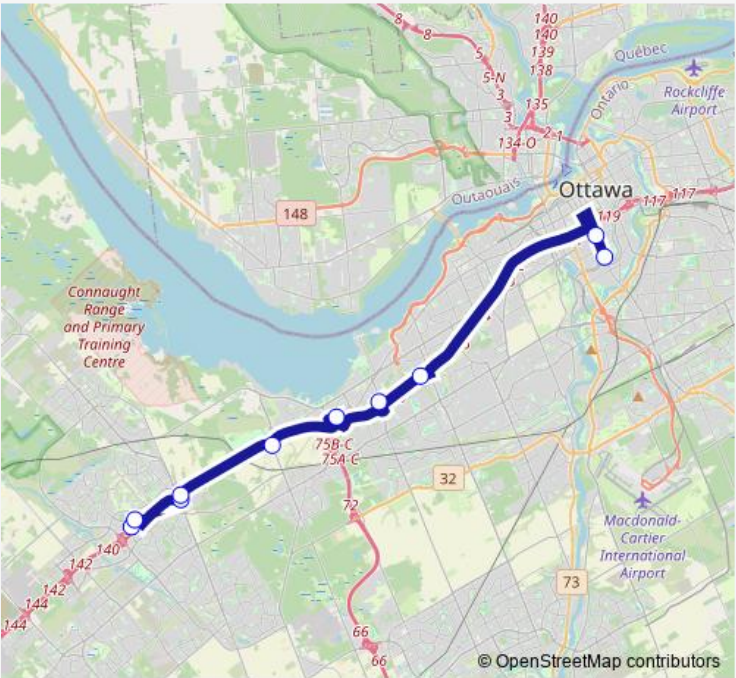 8
8
140
140
139
138
5
5-N
3
3
135
2-1
134-O
Québec
Ontario
Rockcliffe
Airport
Outaouais
Ottawa
119
117
117
148
Connaught
Range
and Primary
Training
Centre
75B-C
75A-C
32
72
140
142
142
144
144
Macdonald-
Cartier
International
Airport
73
66
66
© OpenStreetMap contributors